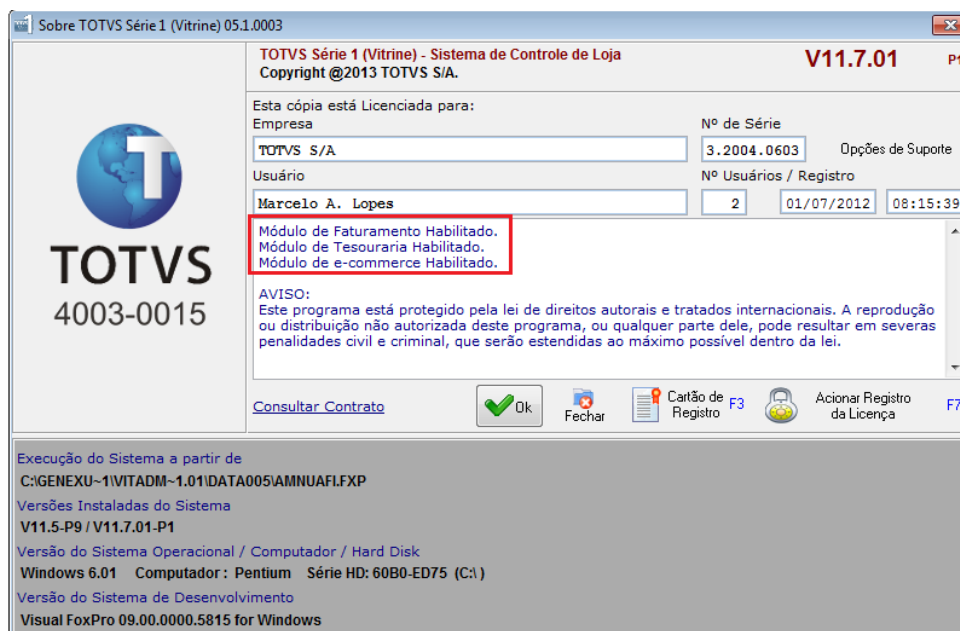 Sobre TOTVS Série 1 (Vitrine) 05.1.0003
TOTVS Série 1 (Vitrine) - Sistema de Controle de Loja
V11.7.01
P1
Copyright @2013 TOTVS S/A.
Esta cópia está Licenciada para:
Empresa
Nº de Série
TOTVS S/A
3.2004.0603
Opções de Suporte
Usuário
Nº Usuários / Registro
Marcelo A. Lopes
2
01/07/2012
08:15:39
Módulo de Faturamento Habilitado.
Módulo de Tesouraria Habilitado.
Módulo de e-commerce Habilitado.
AVISO:
Este programa está protegido pela lei de direitos autorais e tratados internacionais. A reprodução
ou distribuição não autorizada deste programa, ou qualquer parte dele, pode resultar em severas
penalidades civil e criminal, que serão estendidas ao máximo possível dentro da lei.
T
TOTVS
4003-0015
Consultar Contrato
Ok
Fechar
Cartão de
Registro
F3
Acionar Registro
da Licença
F7
Execução do Sistema a partir de
C:\GENEXU~1\VITADM~1.01\DATA005\AMNUAFI.FXP
Versões Instaladas do Sistema
V11.5-P9 / V11.7.01-P1
Versão do Sistema Operacional / Computador / Hard Disk
Windows 6.01 Computador : Pentium Série HD: 60B0-ED75 (C:\ )
Versão do Sistema de Desenvolvimento
Visual FoxPro 09.00.0000.5815 for Windows